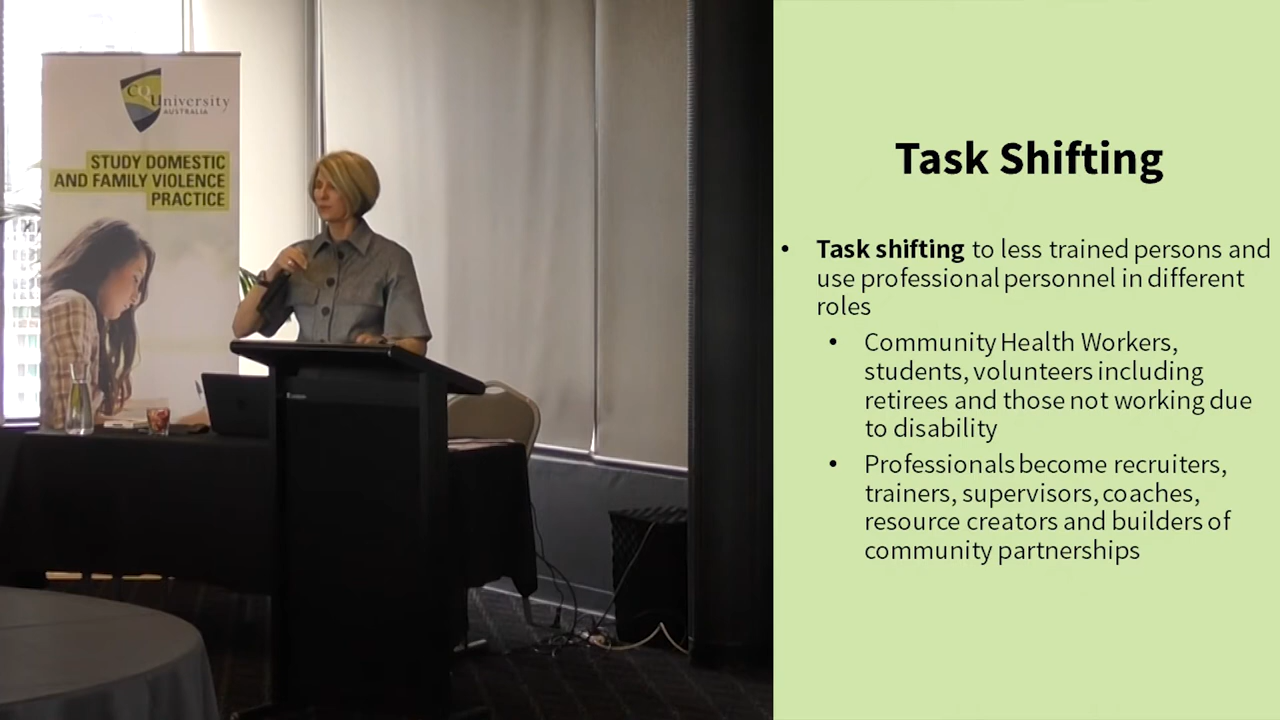 CQUniversity
AUSTRALIA
STUDY DOMESTIC
AND FAMILY VIOLENCE
PRACTICE
Task Shifting
• Task shifting to less trained persons and
use professional personnel in different
roles
• Community Health Workers,
students, volunteers including
retirees and those not working due
to disability
• Professionals become recruiters,
trainers, supervisors, coaches,
resource creators and builders of
community partnerships